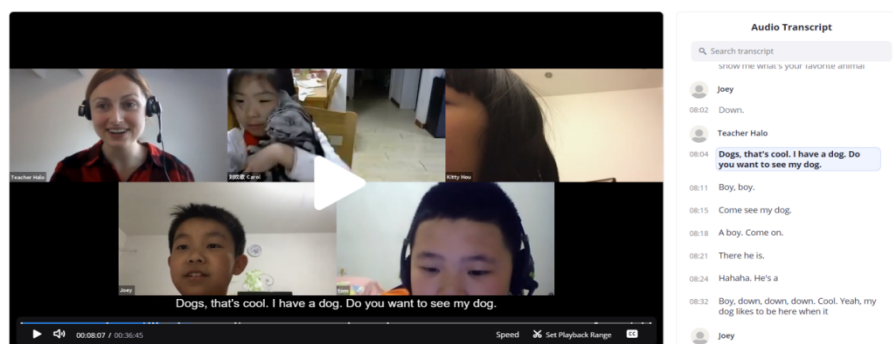 Teacher Halo
Carol
Kitty Hou
Joey
Dogs, that's cool. I have a dog. Do you want to see my dog.
00:08:07 / 00:36:45
Speed
Set Playback Range
CC
Audio Transcript
Search transcript
show me what's your favorite animal
Joey
08:02 Down.
Teacher Halo
08:04 Dogs, that's cool. I have a dog. Do
you want to see my dog.
08:11 Boy, boy.
08:15 Come see my dog.
08:18 A boy. Come on.
08:21 There he is.
08:24 Hahaha. He's a
08:32 Boy, down, down, down. Cool. Yeah, my
dog likes to be here when it
Joey